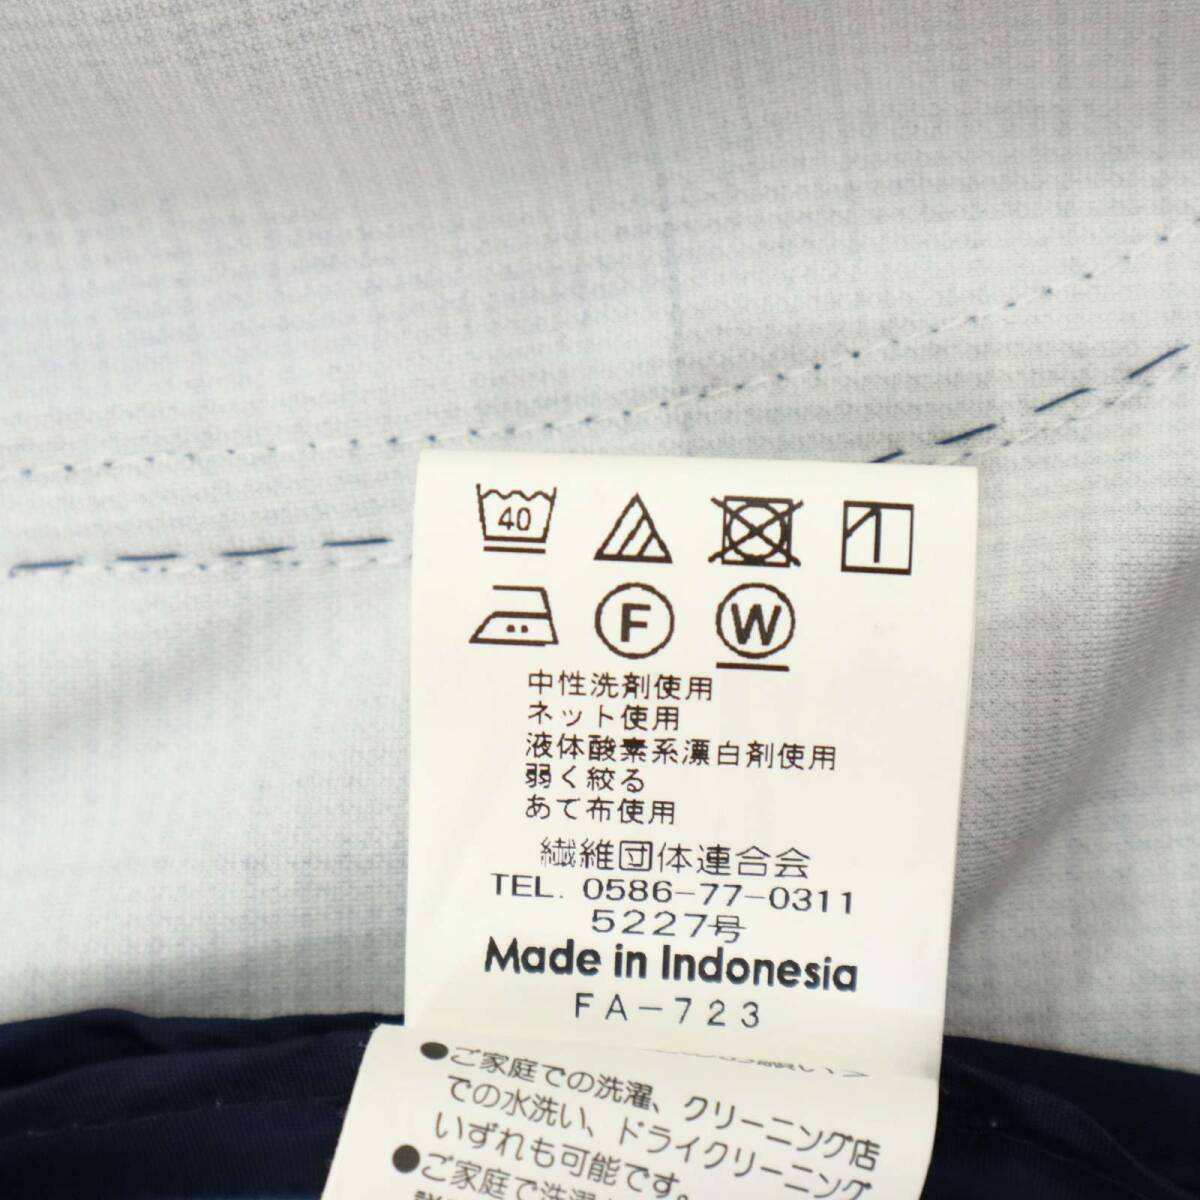 40
F W
中性洗剤使用
ネット使用
液体酸素系漂白剤使用
弱く絞る
あて布使用
繊維団体連合会
TEL. 0586-77-0311
5227号
Made in Indonesia
FA-723
●ご家庭での洗濯、クリーニング店
での水洗い、ドライクリーニング
いずれも可能です。
●ご家庭で洗濯